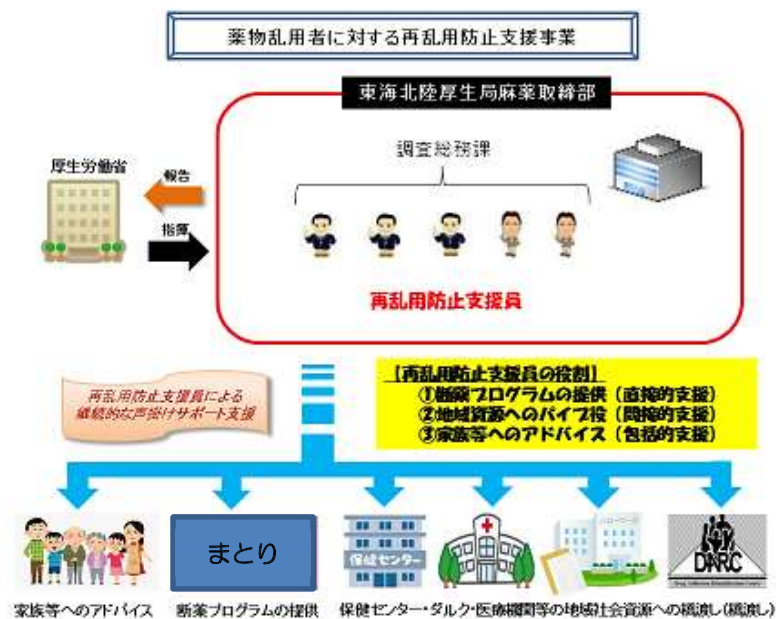 薬物乱用者に対する再乱用防止支援事業
東海北陸厚生局麻薬取締部
調査総務課
厚生労働省
報告
指揮
再乱用防止支援員
再乱用防止支援員による
継続的な声掛けサポート支援
【再乱用防止支援員の役割】
①断薬プログラムの提供（直接的支援）
②地域資源へのパイプ役（間接的支援）
③家族等へのアドバイス（包括的支援）
まとり
保健センター
ハローワーク
DARC
家族等へのアドバイス
断薬プログラムの提供
保健センター・ダルク・医療機関等の地域社会資源への橋渡し(橋渡し)